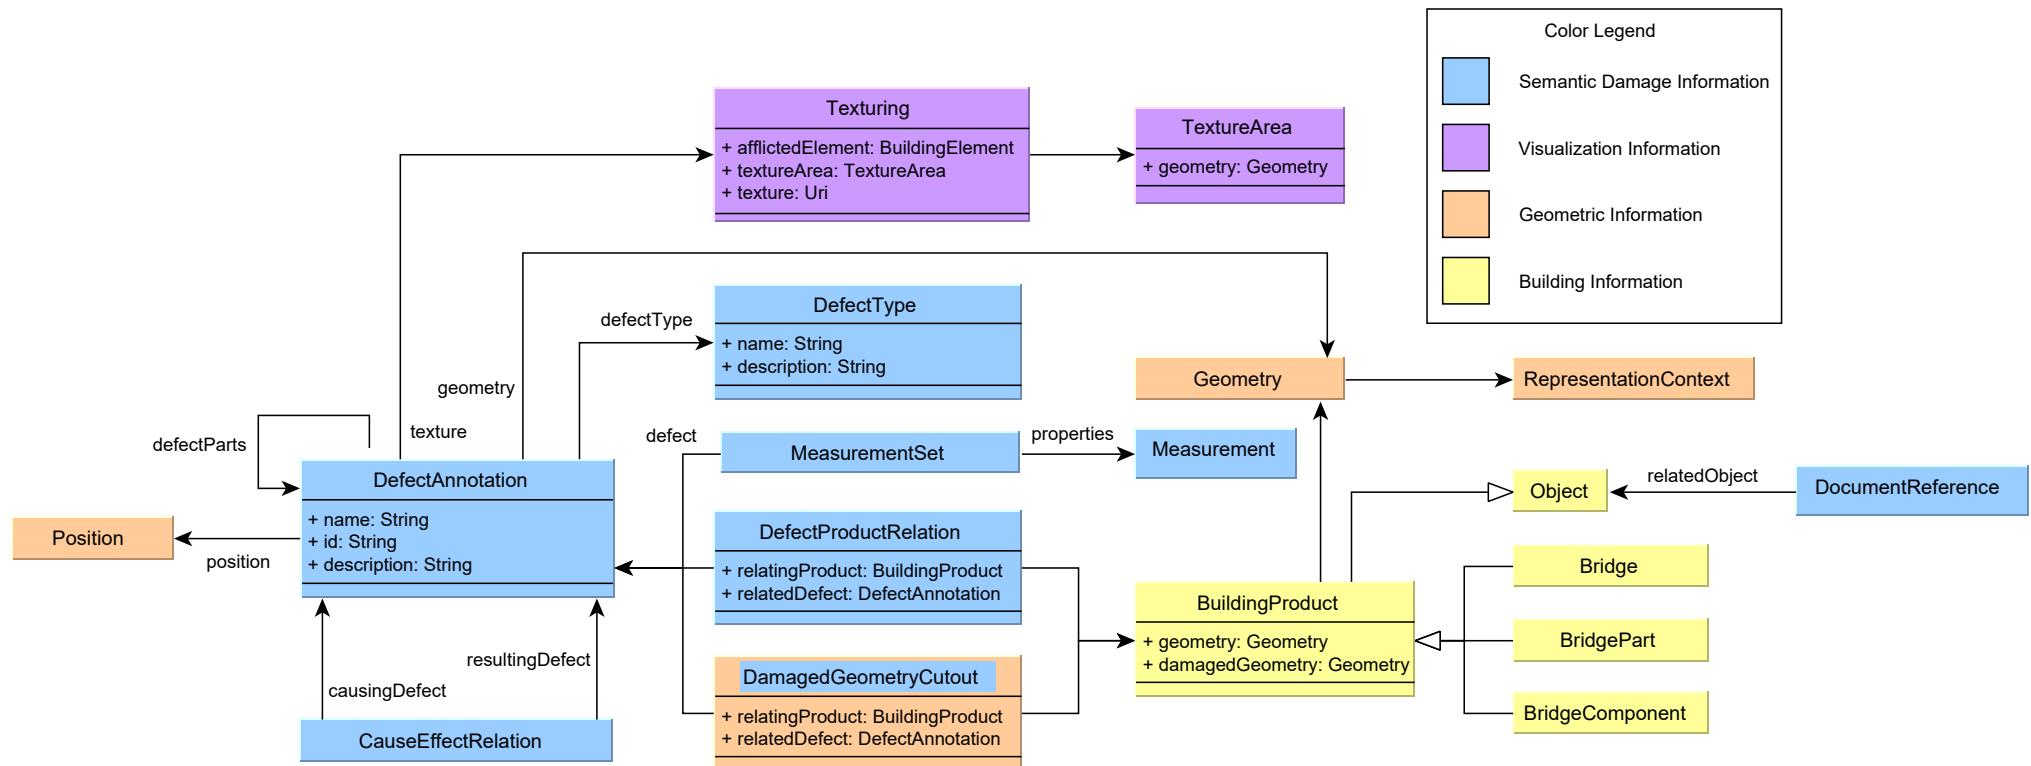 Color Legend
Semantic Damage Information
Visualization Information
Geometric Information
Building Information
Texturing
+ afflictedElement: BuildingElement
+ textureArea: TextureArea
+ texture: Uri
TextureArea
+ geometry: Geometry
DefectType
+ name: String
+ description: String
defectType
geometry
texture
defectParts
Geometry
RepresentationContext
defect
MeasurementSet
properties
Measurement
DefectAnnotation
+ name: String
+ id: String
+ description: String
Position
position
Object
relatedObject
DocumentReference
DefectProductRelation
+ relatingProduct: BuildingProduct
+ relatedDefect: DefectAnnotation
BuildingProduct
+ geometry: Geometry
+ damagedGeometry: Geometry
Bridge
BridgePart
BridgeComponent
resultingDefect
causingDefect
CauseEffectRelation
DamagedGeometryCutout
+ relatingProduct: BuildingProduct
+ relatedDefect: DefectAnnotation